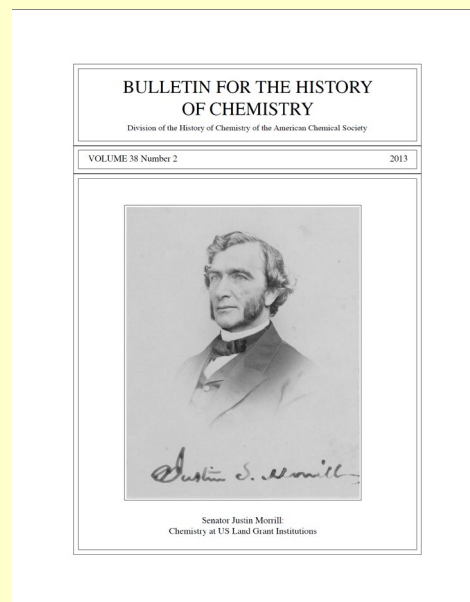 BULLETIN FOR THE HISTORY
OF CHEMISTRY
Division of the History of Chemistry of the American Chemical Society
VOLUME 38 Number 2 2013
Justin S. Morrill
Senator Justin Morrill:
Chemistry at US Land Grant Institutions